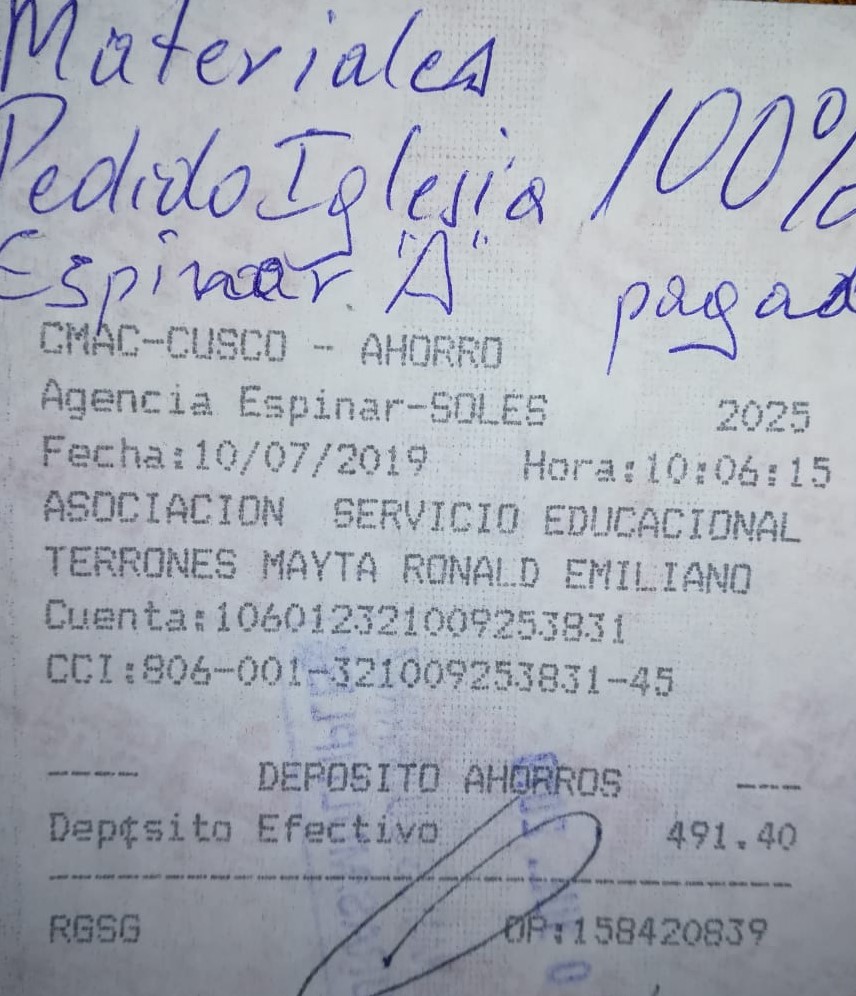 Materiales
Pedido Iglesia 100%
Espinar "A" pagad
CMAC-CUSCO - AHORRO
Agencia Espinar-SOLES 2025
Fecha:10/07/2019 Hora:10:06:15
ASOCIACION SERVICIO EDUCACIONAL
TERRONES MAYTA RONALD EMILIANO
Cuenta:106012321009253831
CCI:806-001-321009253831-45
---- DEPOSITO AHORROS ---
Dep¢sito Efectivo 491.40
RGSG OP:158420839